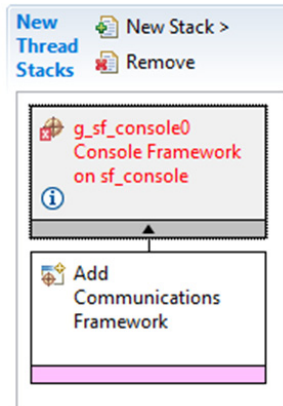 New
Thread
Stacks
New Stack >
Remove
g_sf_console0
Console Framework
on sf_console
Add
Communications
Framework